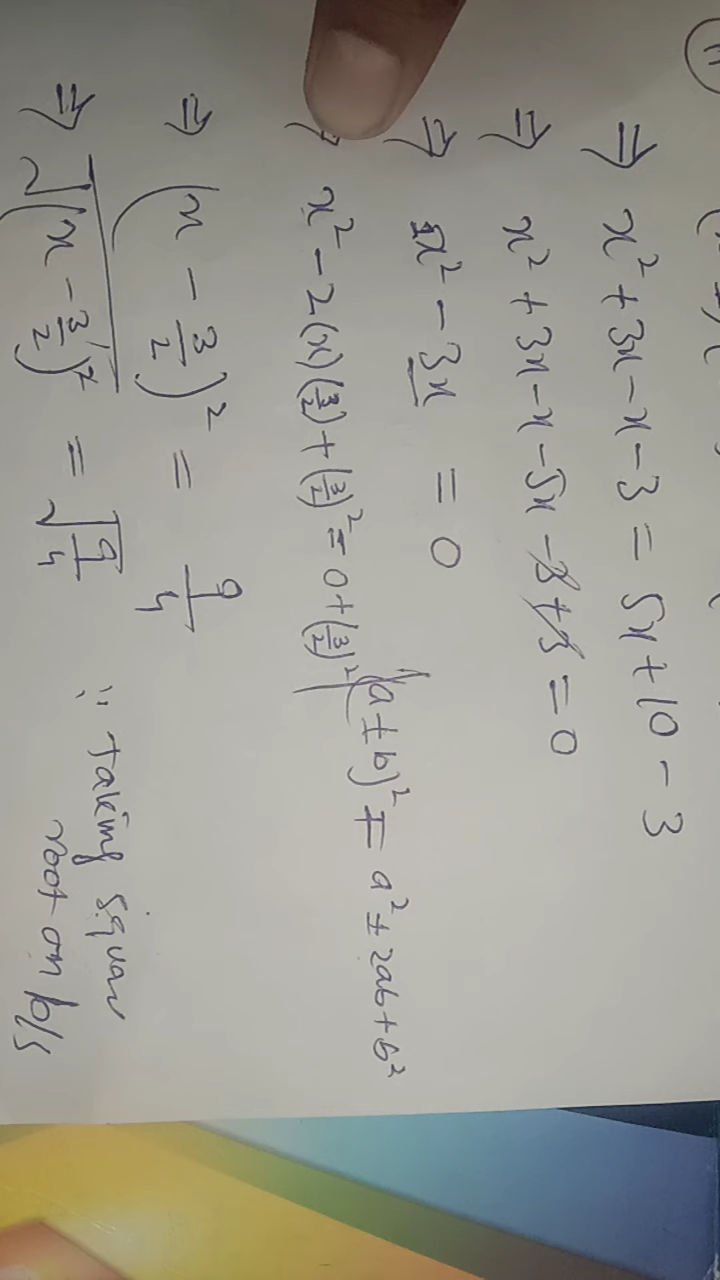 ⇒ x² + 3x - x - 3 = 5x + 10 - 3
⇒ x² + 3x - x - 5x - 3 + 3 = 0
⇒ x² - 3x = 0
x² - 2(x)(3/2) + (3/2)² = 0 + (3/2)² (a ± b)² = a² ± 2ab + b²
⇒ (x - 3/2)² = 9/4
⇒ √(x - 3/2)² = √9/4 ∵ taking squar
root on b/s